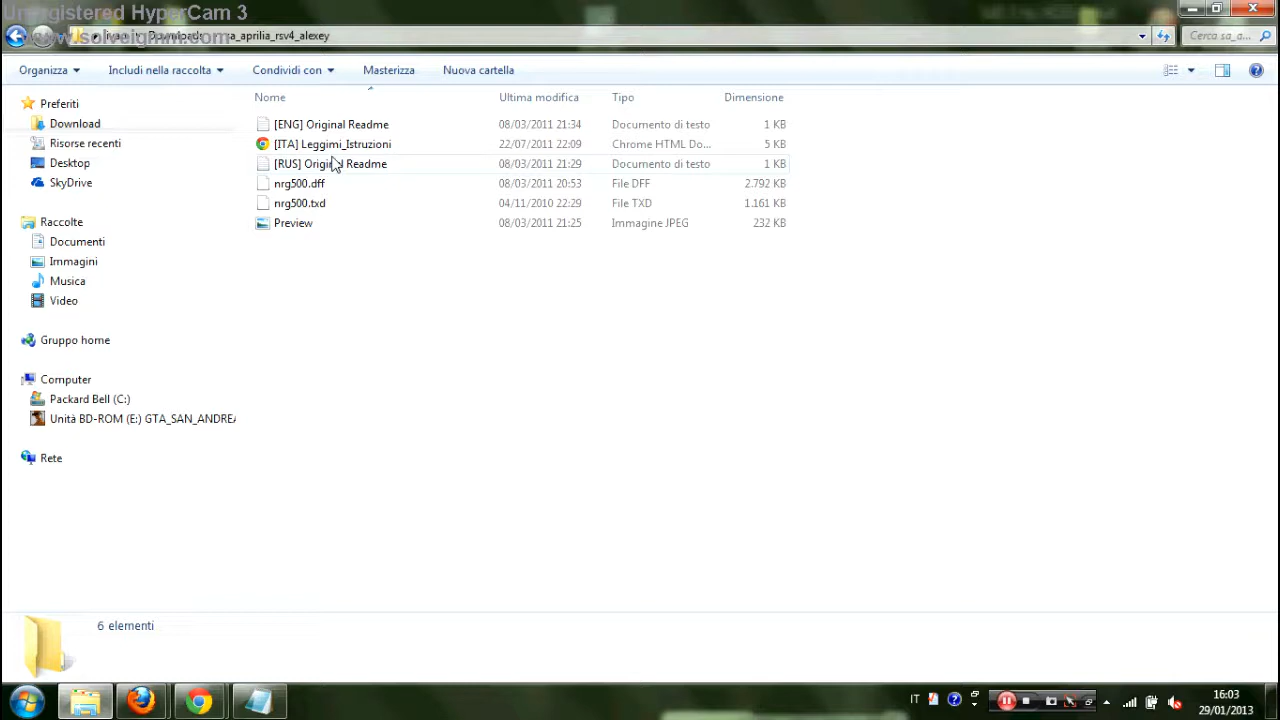 Unregistered HyperCam 3
www.solveigmm.com
a_aprilia_rsv4_alexey
Cerca sa_a...
Organizza
Includi nella raccolta
Condividi con
Masterizza
Nuova cartella
Nome
Ultima modifica
Tipo
Dimensione
[ENG] Original Readme 08/03/2011 21:34 Documento di testo 1 KB
[ITA] Leggimi_Istruzioni 22/07/2011 22:09 Chrome HTML Do... 5 KB
[RUS] Original Readme 08/03/2011 21:29 Documento di testo 1 KB
nrg500.dff 08/03/2011 20:53 File DFF 2.792 KB
nrg500.txd 04/11/2010 22:29 File TXD 1.161 KB
Preview 08/03/2011 21:25 Immagine JPEG 232 KB
Preferiti
Download
Risorse recenti
Desktop
SkyDrive
Raccolte
Documenti
Immagini
Musica
Video
Gruppo home
Computer
Packard Bell (C:)
Unità BD-ROM (E:) GTA_SAN_ANDREA
Rete
6 elementi
IT
16:03
29/01/2013